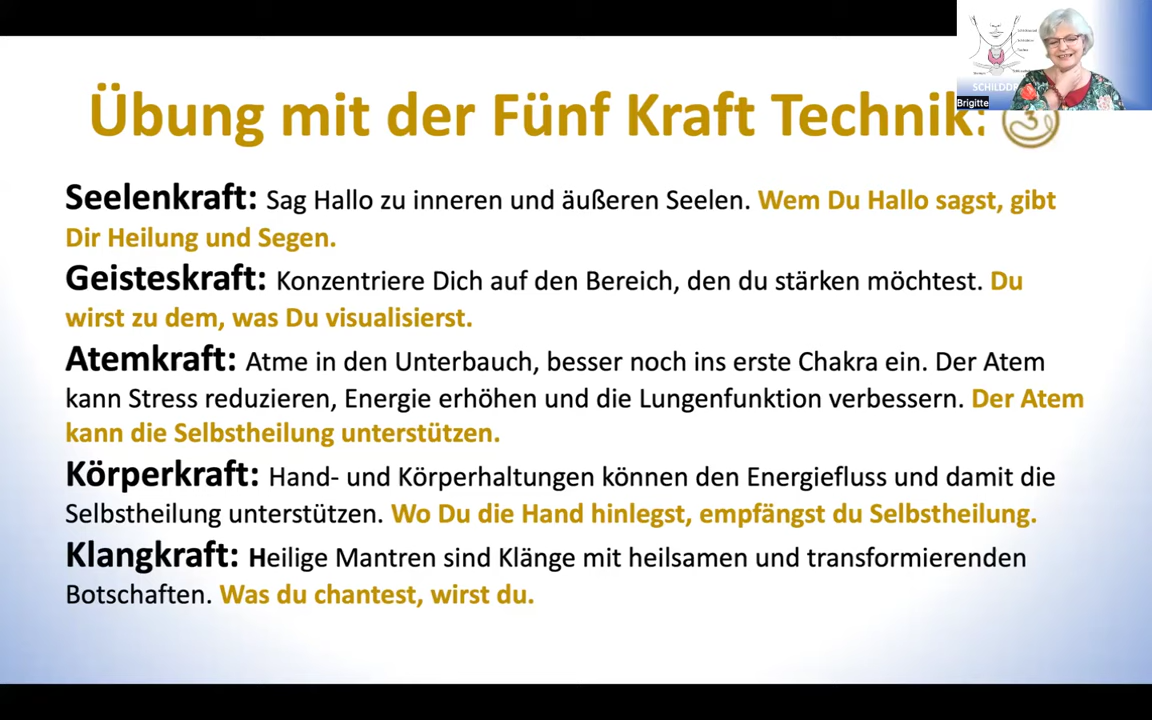 Übung mit der Fünf Kraft Technik:
Seelenkraft: Sag Hallo zu inneren und äußeren Seelen. Wem Du Hallo sagst, gibt
Dir Heilung und Segen.
Geisteskraft: Konzentriere Dich auf den Bereich, den du stärken möchtest. Du
wirst zu dem, was Du visualisierst.
Atemkraft: Atme in den Unterbauch, besser noch ins erste Chakra ein. Der Atem
kann Stress reduzieren, Energie erhöhen und die Lungenfunktion verbessern. Der Atem
kann die Selbstheilung unterstützen.
Körperkraft: Hand- und Körperhaltungen können den Energiefluss und damit die
Selbstheilung unterstützen. Wo Du die Hand hinlegst, empfängst du Selbstheilung.
Klangkraft: Heilige Mantren sind Klänge mit heilsamen und transformierenden
Botschaften. Was du chantest, wirst du.
SCHILDD
Brigitte